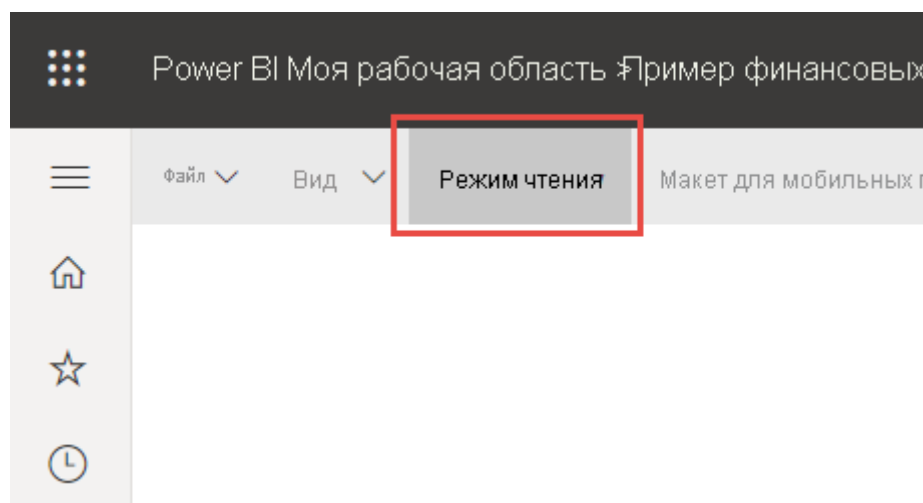 Power BI Моя рабочая область > Пример финансовых
Файл Вид Режим чтения Макет для мобильных